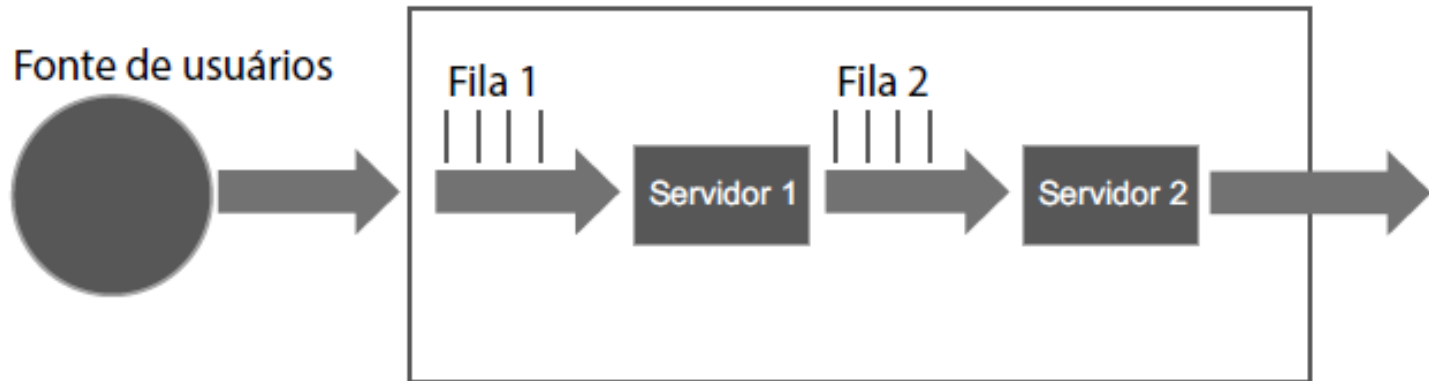 Fonte de usuários
Fila 1
Fila 2
Servidor 1
Servidor 2